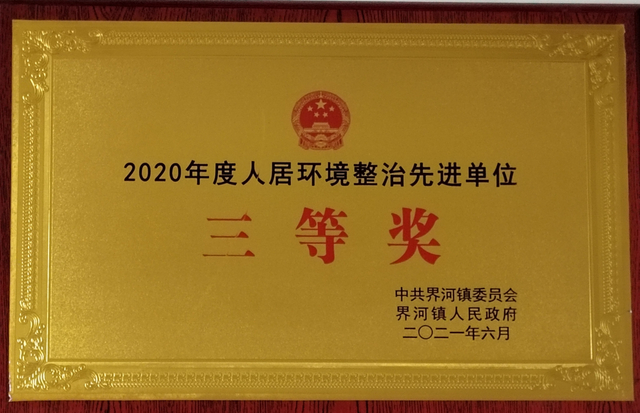 2020年度人居环境整治先进单位
三等奖
中共界河镇委员会
界河镇人民政府
二〇二一年六月